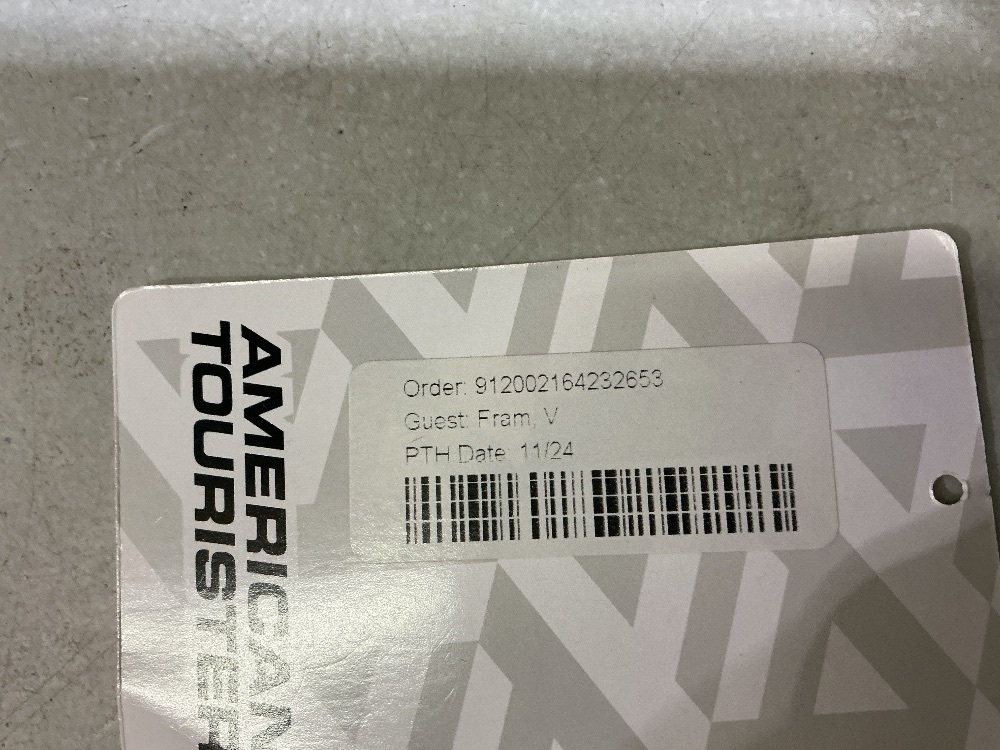 AMERICAN
TOURISTER
Order: 912002164232653
Guest: Fram, V
PTH Date: 11/24